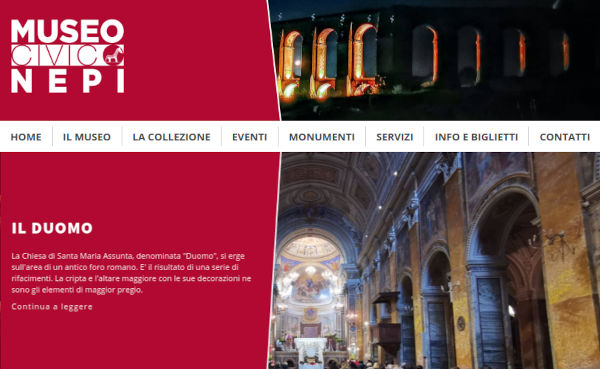 MUSEO
CIVICO
NEPI
HOME IL MUSEO LA COLLEZIONE EVENTI MONUMENTI SERVIZI INFO E BIGLIETTI CONTATTI
IL DUOMO
La Chiesa di Santa Maria Assunta, denominata "Duomo", si erge
sull'area di un antico foro romano. E' il risultato di una serie di
rifacimenti. La cripta e l'altare maggiore con le sue decorazioni ne
sono gli elementi di maggior pregio.
Continua a leggere